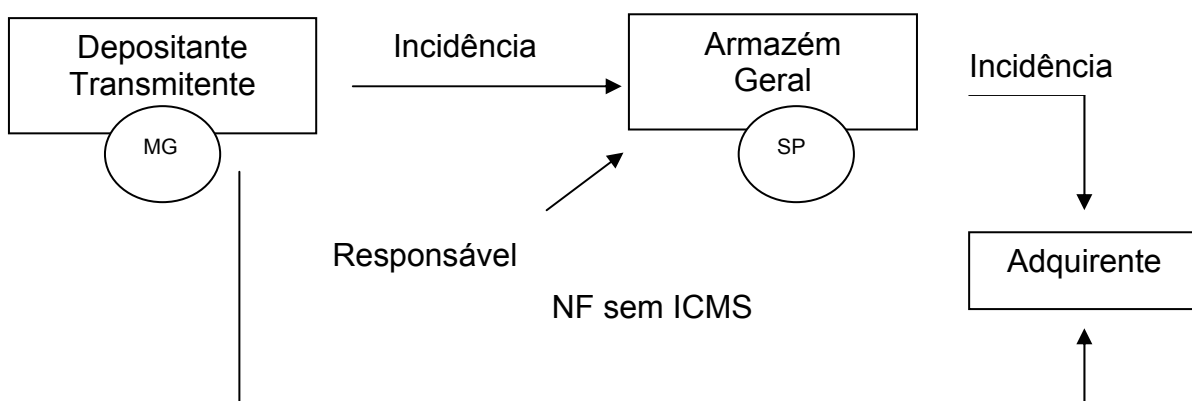 Depositante
Transmitente
MG
Incidência
Armazém
Geral
SP
Incidência
Responsável
NF sem ICMS
Adquirente